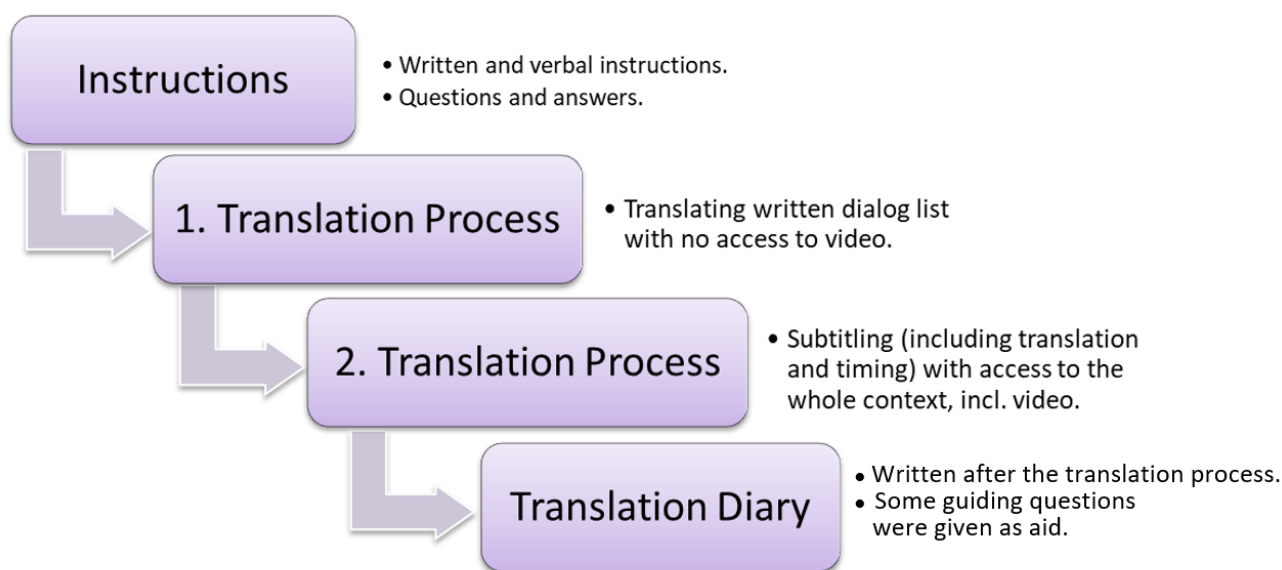 Instructions
• Written and verbal instructions.
• Questions and answers.
1. Translation Process
• Translating written dialog list
with no access to video.
2. Translation Process
• Subtitling (including translation
and timing) with access to the
whole context, incl. video.
Translation Diary
• Written after the translation process.
• Some guiding questions
were given as aid.